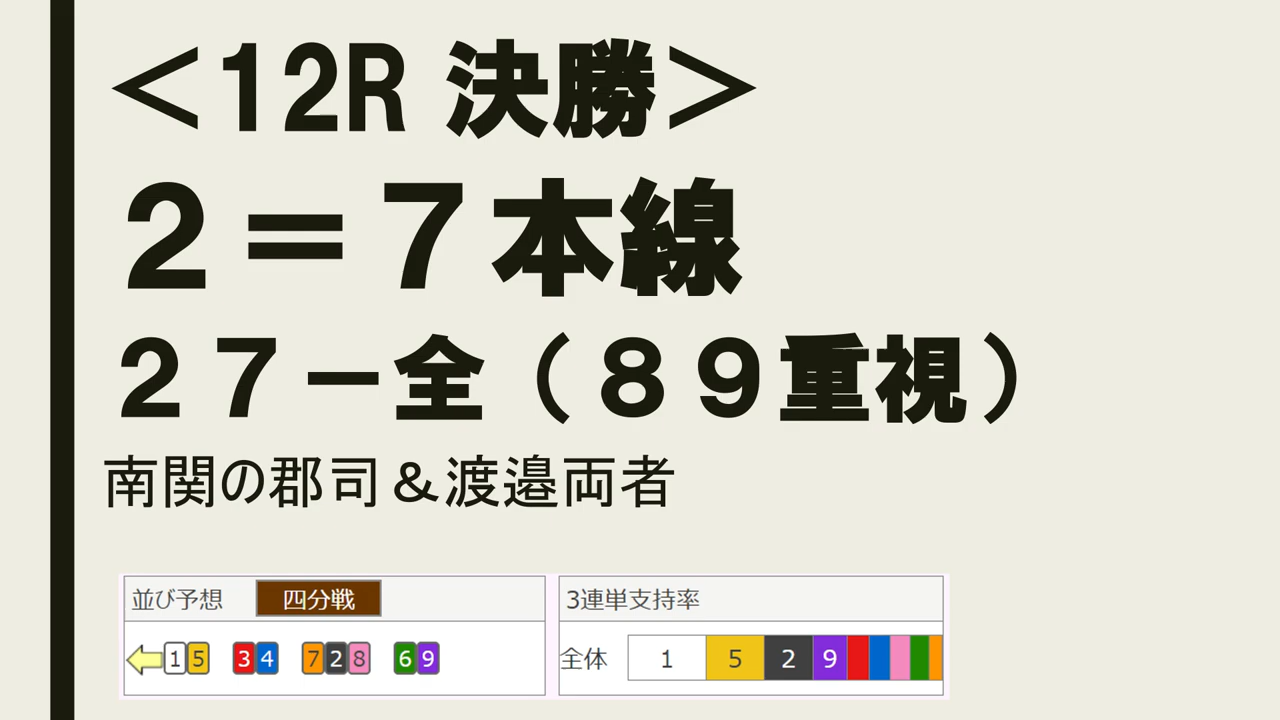 ＜12R 決勝＞
２＝７本線
２７－全（８９重視）
南関の郡司＆渡邉両者
並び予想 四分戦
1 5 3 4 7 2 8 6 9
3連単支持率
全体 1 5 2 9